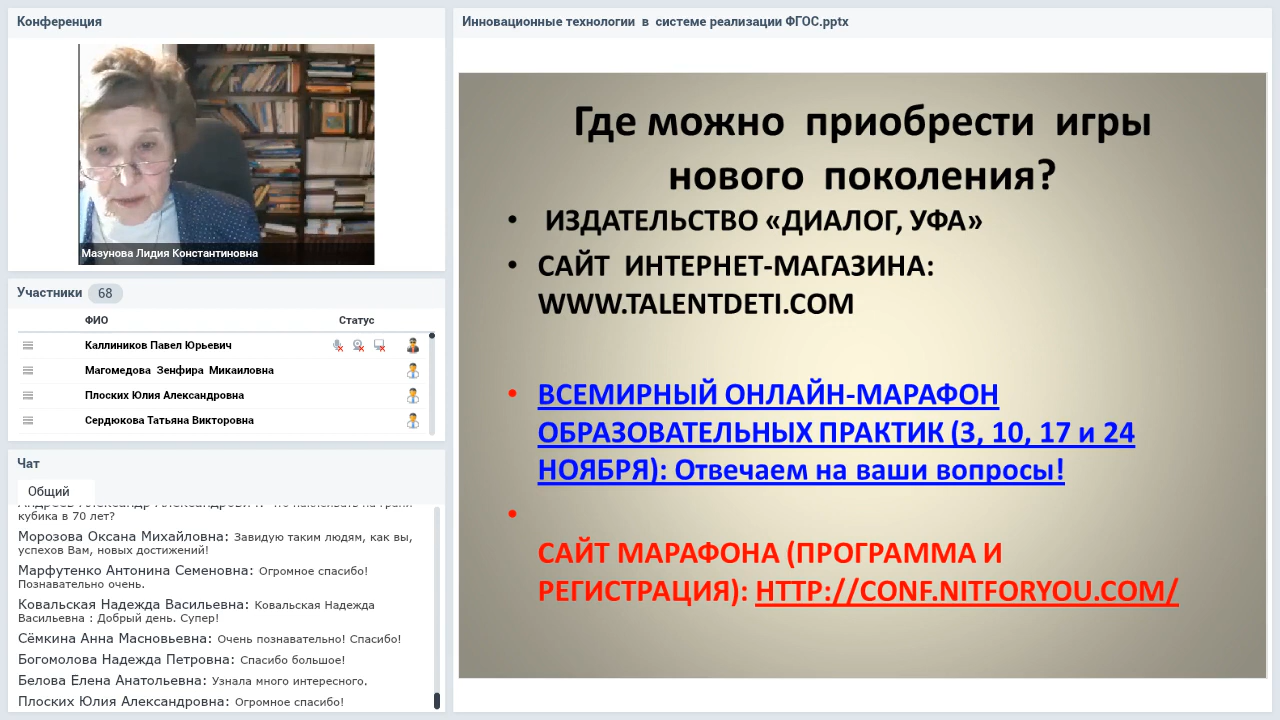 Конференция
Мазунова Лидия Константиновна
Участники 68
ФИО Статус
Каллиников Павел Юрьевич
Магомедова Зенфира Микаиловна
Плоских Юлия Александровна
Сердюкова Татьяна Викторовна
Чат
Общий
кубика в 70 лет?
Морозова Оксана Михайловна: Завидую таким людям, как вы,
успехов Вам, новых достижений!
Марфутенко Антонина Семеновна: Огромное спасибо!
Познавательно очень.
Ковальская Надежда Васильевна: Ковальская Надежда
Васильевна : Добрый день. Супер!
Сёмкина Анна Масновьевна: Очень познавательно! Спасибо!
Богомолова Надежда Петровна: Спасибо большое!
Белова Елена Анатольевна: Узнала много интересного.
Плоских Юлия Александровна: Огромное спасибо!
Инновационные технологии в системе реализации ФГОС.pptx
Где можно приобрести игры
нового поколения?
• ИЗДАТЕЛЬСТВО «ДИАЛОГ, УФА»
• САЙТ ИНТЕРНЕТ-МАГАЗИНА:
WWW.TALENTDETI.COM
• ВСЕМИРНЫЙ ОНЛАЙН-МАРАФОН
ОБРАЗОВАТЕЛЬНЫХ ПРАКТИК (3, 10, 17 и 24
НОЯБРЯ): Отвечаем на ваши вопросы!
•
САЙТ МАРАФОНА (ПРОГРАММА И
РЕГИСТРАЦИЯ): HTTP://CONF.NITFORYOU.COM/